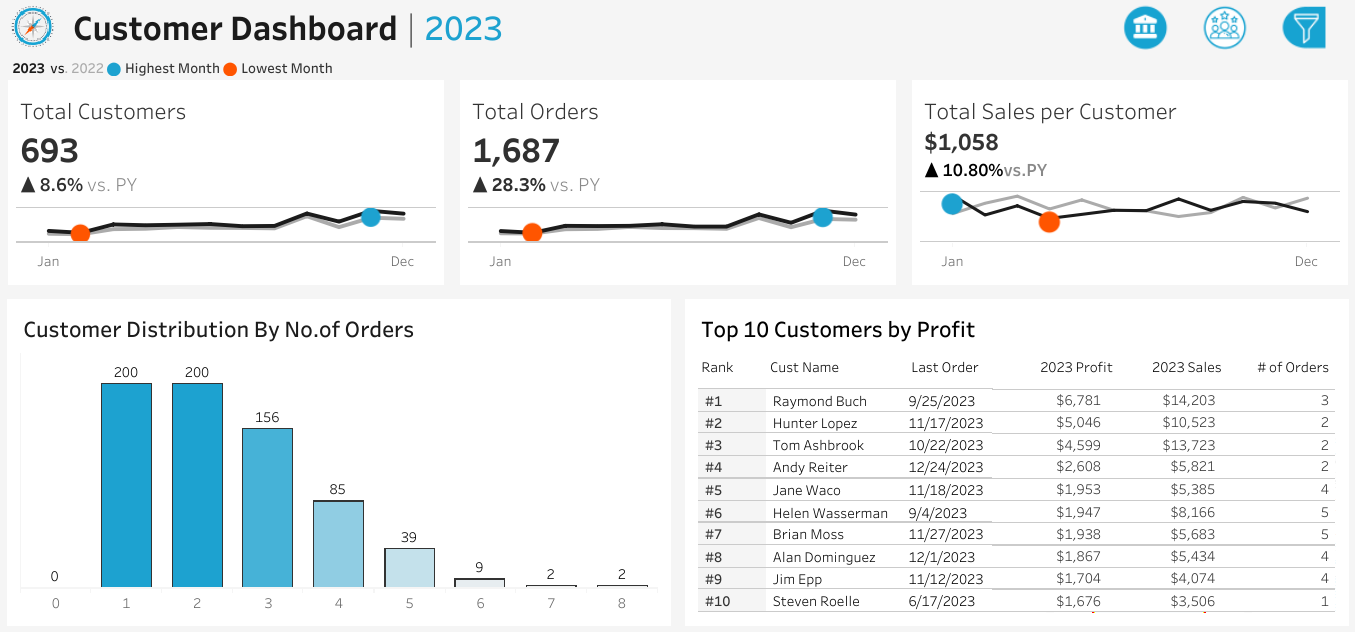 Customer Dashboard | 2023
2023 vs. 2022 Highest Month Lowest Month
Total Customers
693
▲ 8.6% vs. PY
Jan Dec
Total Orders
1,687
▲ 28.3% vs. PY
Jan Dec
Total Sales per Customer
$1,058
▲ 10.80%vs.PY
Jan Dec
Customer Distribution By No.of Orders
0 200 200 156 85 39 9 2 2
0 1 2 3 4 5 6 7 8
Top 10 Customers by Profit
Rank Cust Name Last Order 2023 Profit 2023 Sales # of Orders
#1 Raymond Buch 9/25/2023 $6,781 $14,203 3
#2 Hunter Lopez 11/17/2023 $5,046 $10,523 2
#3 Tom Ashbrook 10/22/2023 $4,599 $13,723 2
#4 Andy Reiter 12/24/2023 $2,608 $5,821 2
#5 Jane Waco 11/18/2023 $1,953 $5,385 4
#6 Helen Wasserman 9/4/2023 $1,947 $8,166 5
#7 Brian Moss 11/27/2023 $1,938 $5,683 5
#8 Alan Dominguez 12/1/2023 $1,867 $5,434 4
#9 Jim Epp 11/12/2023 $1,704 $4,074 4
#10 Steven Roelle 6/17/2023 $1,676 $3,506 1